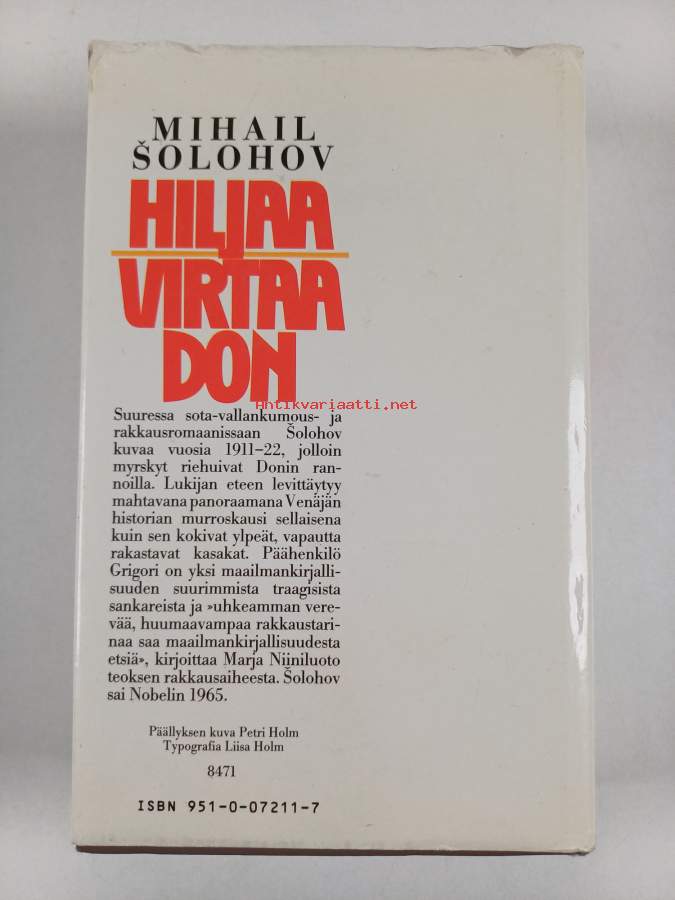 MIHAIL
ŠOLOHOV
HILJAA
VIRTAA
DON
Antikvariaatti.net
Suuressa sota-vallankumous- ja
rakkausromaanissaan Šolohov
kuvaa vuosia 1911–22, jolloin
myrskyt riehuivat Donin ran-
noilla. Lukijan eteen levittäytyy
mahtavana panoraamana Venäjän
historian murroskausi sellaisena
kuin sen kokivat ylpeät, vapautta
rakastavat kasakat. Päähenkilö
Grigori on yksi maailmankirjalli-
suuden suurimmista traagisista
sankareista ja »uhkeamman vere-
vää, huumaavampaa rakkaustari-
naa saa maailmankirjallisuudesta
etsiä», kirjoittaa Marja Niiniluoto
teoksen rakkausaiheesta. Šolohov
sai Nobelin 1965.
Päällyksen kuva Petri Holm
Typografia Liisa Holm
8471
ISBN 951-0-07211-7